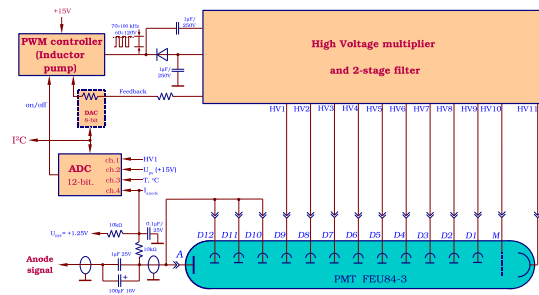 +15V
70÷100 kHz
60÷120V
1μF/
250V
PWM controller
(Inductor
pump)
High Voltage multiplier
and 2-stage filter
1μF/
250V
on/off
DAC
8-bit
Feedback
HV1 HV2 HV3 HV4 HV5 HV6 HV7 HV8 HV9 HV10 HV11
I²C
ADC
12-bit.
ch.1 HV1
ch.2 (+15V)
ch.3 T, °C
ch.4
= +1.25V
10kΩ
0.1μF/
25V
10kΩ
D12 D11 D10 D9 D8 D7 D6 D5 D4 D3 D2 D1 M
A
Anode
signal
1μF 25V
100μF 16V
PMT FEU84-3